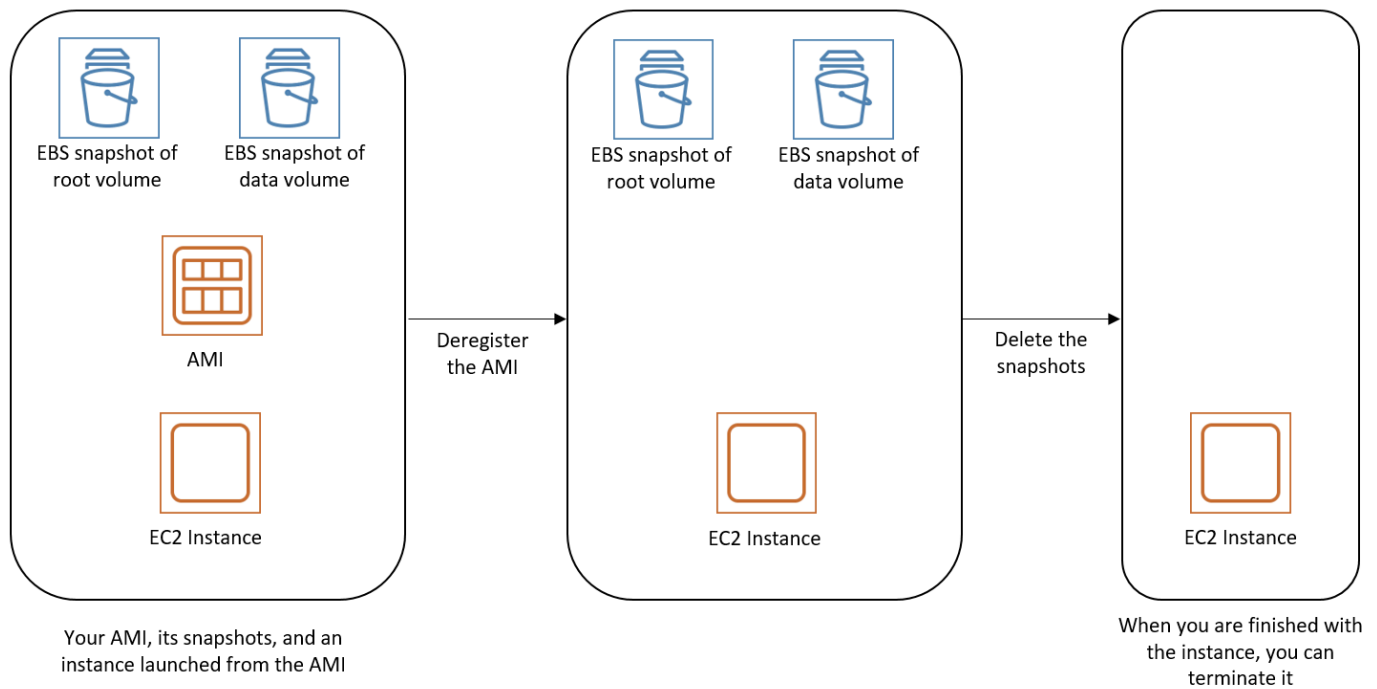 EBS snapshot of
root volume
EBS snapshot of
data volume
AMI
EC2 Instance
Your AMI, its snapshots, and an
instance launched from the AMI
Deregister
the AMI
EBS snapshot of
root volume
EBS snapshot of
data volume
EC2 Instance
Delete the
snapshots
EC2 Instance
When you are finished with
the instance, you can
terminate it